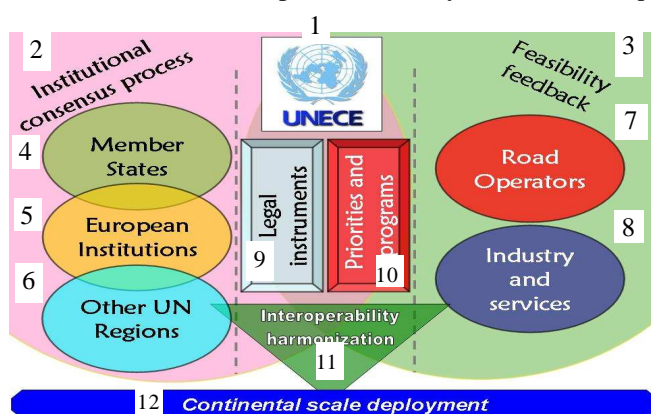 1
2
Institutional
consensus process
3
Feasibility
feedback
UNECE
4
Member
States
5
European
Institutions
6
Other UN
Regions
9
Legal
instruments
10
Priorities and
programs
7
Road
Operators
8
Industry
and
services
Interoperability
harmonization
11
12
Continental scale deployment